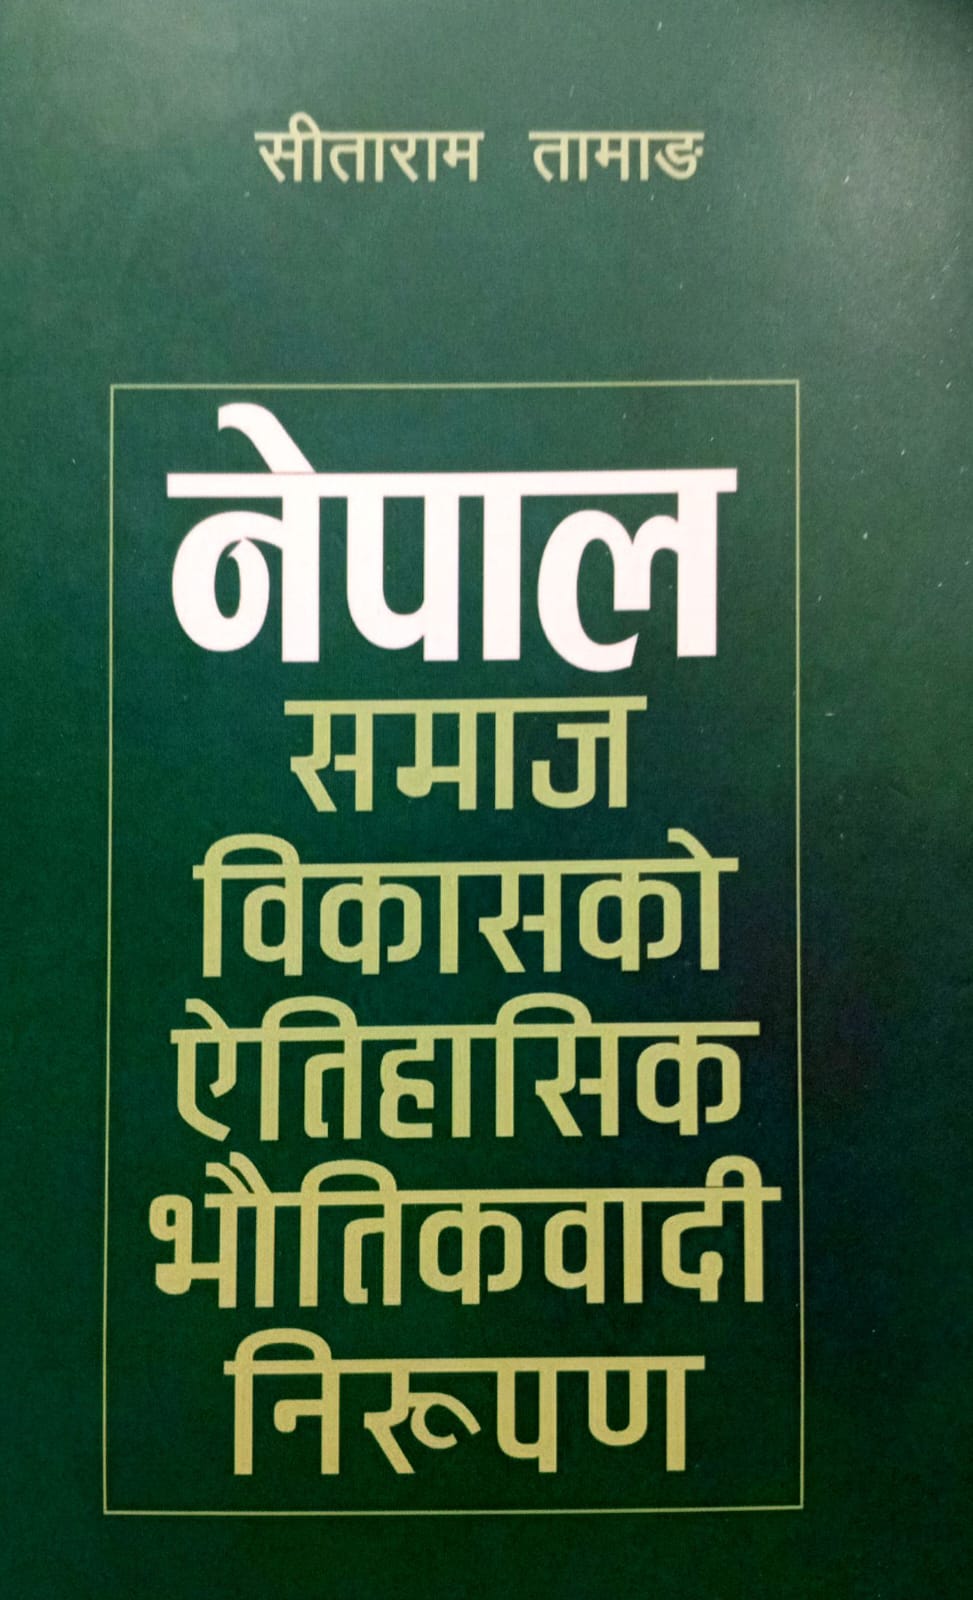 सीताराम तामाङ
नेपाल
समाज
विकासको
ऐतिहासिक
भौतिकवादी
निरूपण